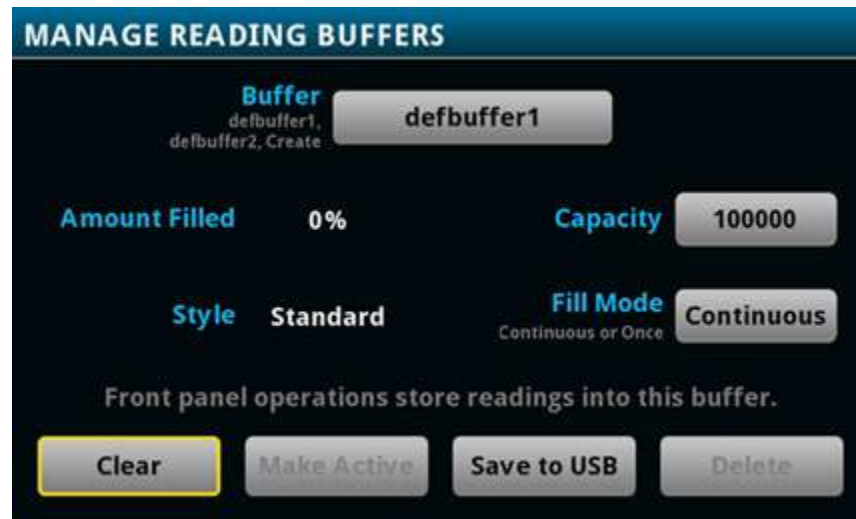 MANAGE READING BUFFERS
Buffer
defbuffer1,
defbuffer2, Create
defbuffer1
Amount Filled
0%
Capacity
100000
Style
Standard
Fill Mode
Continuous or Once
Continuous
Front panel operations store readings into this buffer.
Clear
Make Active
Save to USB
Delete